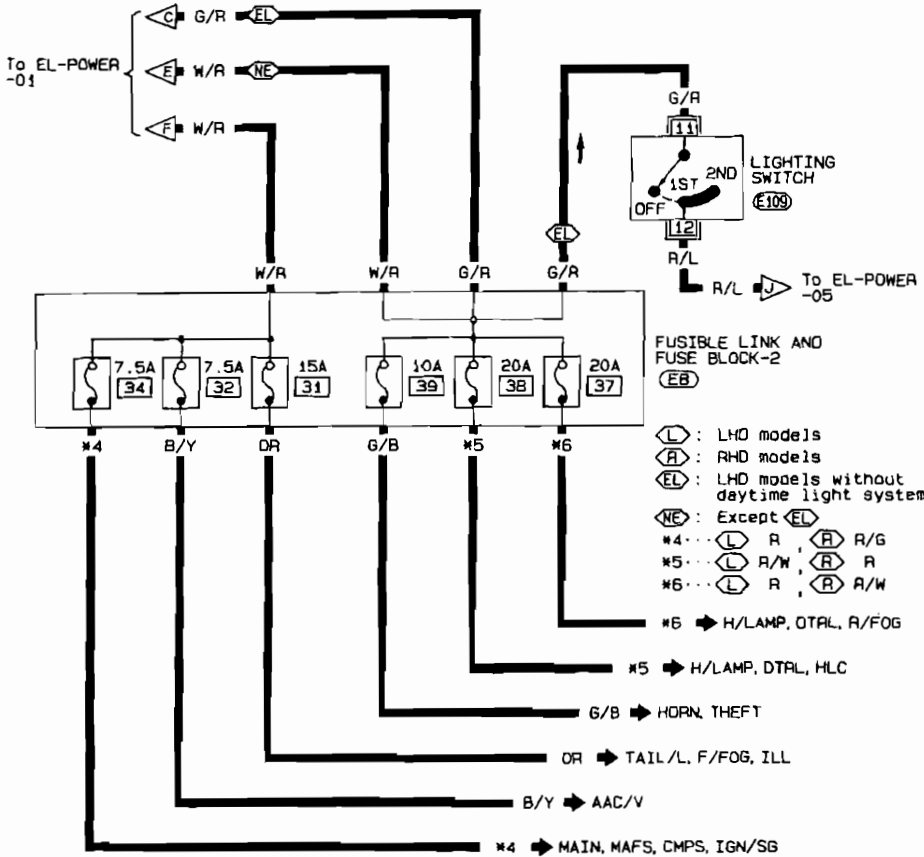 C G/R EL
To EL-POWER
-01
E W/R NE
F W/R
G/R
11
LIGHTING
SWITCH
E109
1ST 2ND
OFF
12
R/L
R/L J To EL-POWER
-05
EL
W/R W/R G/R G/R
FUSIBLE LINK AND
FUSE BLOCK-2
E8
7.5A 34
7.5A 32
15A 31
10A 39
20A 38
20A 37
*4 B/Y OR G/B *5 *6
L : LHD models
R : RHD models
EL : LHD models without
daytime light system
NE : Except EL
*4 ··· L R , R R/G
*5 ··· L R/W , R R
*6 ··· L R , R R/W
*6 H/LAMP, DTRL, R/FOG
*5 H/LAMP, DTRL, HLC
G/B HORN, THEFT
OR TAIL/L, F/FOG, ILL
B/Y AAC/V
*4 MAIN, MAFS, CMPS, IGN/SG